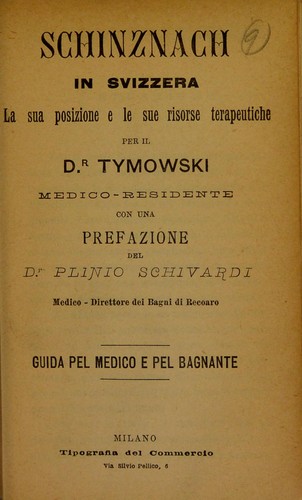 SCHINZNACH
9
IN SVIZZERA
La sua posizione e le sue risorse terapeutiche
PER IL
D.R TYMOWSKI
MEDICO-RESIDENTE
CON UNA
PREFAZIONE
DEL
Dr PLINIO SCHIVARDI
Medico - Direttore dei Bagni di Recoaro
GUIDA PEL MEDICO E PEL BAGNANTE
MILANO
Tipografia del Commercio
Via Silvio Pellico, 6